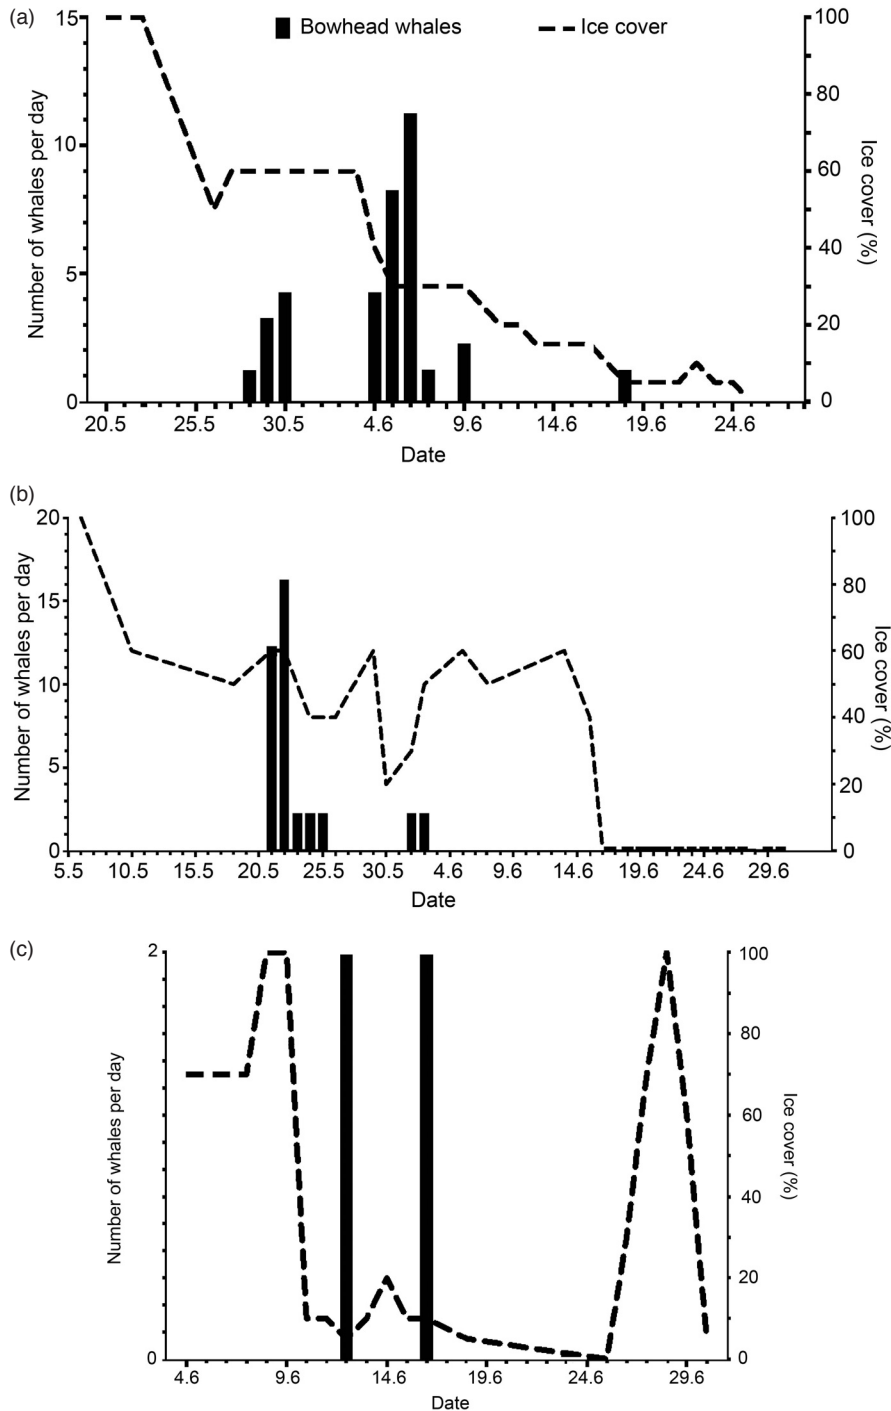 (a)
Bowhead whales
Ice cover
15
10
5
0
Number of whales per day
100
80
60
40
20
0
Ice cover (%)
20.5 25.5 30.5 4.6 9.6 14.6 19.6 24.6
Date
(b)
20
15
10
5
0
Number of whales per day
100
80
60
40
20
0
Ice cover (%)
5.5 10.5 15.5 20.5 25.5 30.5 4.6 9.6 14.6 19.6 24.6 29.6
Date
(c)
2
0
Number of whales per day
100
80
60
40
20
0
Ice cover (%)
4.6 9.6 14.6 19.6 24.6 29.6
Date